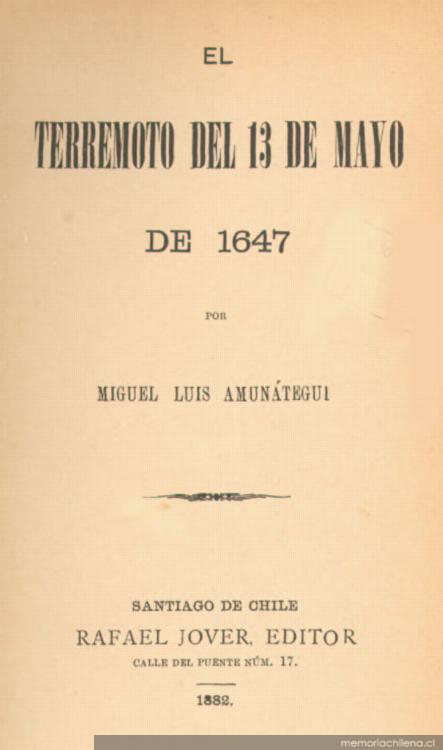 EL
TERREMOTO DEL 13 DE MAYO
DE 1647
POR
MIGUEL LUIS AMUNÁTEGUI
SANTIAGO DE CHILE
RAFAEL JOVER, EDITOR
CALLE DEL PUENTE NÚM. 17.
1882.
memoriachilena.cl